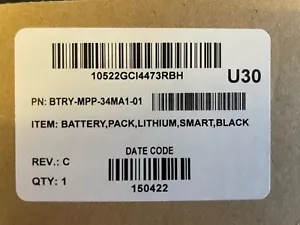 10522GCI4473RBH
U30
PN: BTRY-MPP-34MA1-01
ITEM: BATTERY,PACK,LITHIUM,SMART,BLACK
DATE CODE
REV.: C
QTY: 1
150422